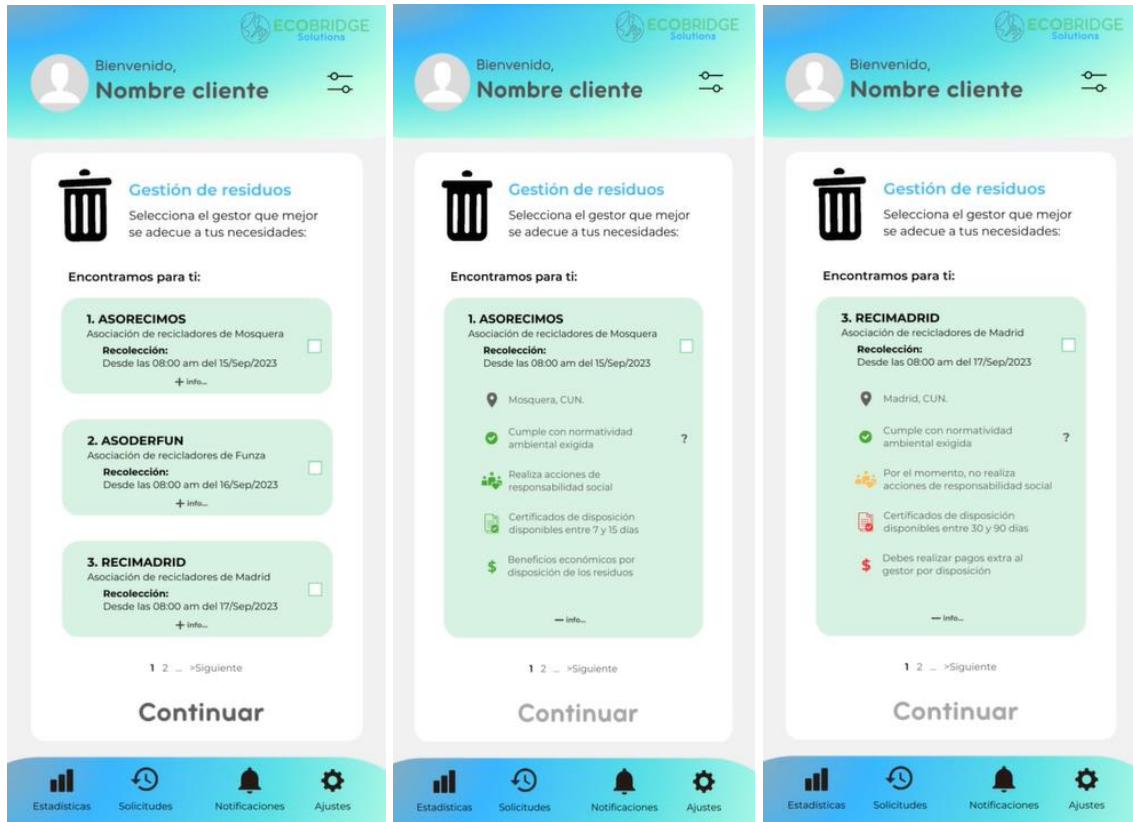 ECOBRIDGE
Solutions
Bienvenido,
Nombre cliente
Gestión de residuos
Selecciona el gestor que mejor
se adecue a tus necesidades:
Encontramos para ti:
1. ASORECIMOS
Asociación de recicladores de Mosquera
Recolección:
Desde las 08:00 am del 15/Sep/2023
+ info...
2. ASODERFUN
Asociación de recicladores de Funza
Recolección:
Desde las 08:00 am del 16/Sep/2023
+ info...
3. RECIMADRID
Asociación de recicladores de Madrid
Recolección:
Desde las 08:00 am del 17/Sep/2023
+ info...
1 2 ... >Siguiente
Continuar
Estadísticas
Solicitudes
Notificaciones
Ajustes
ECOBRIDGE
Solutions
Bienvenido,
Nombre cliente
Gestión de residuos
Selecciona el gestor que mejor
se adecue a tus necesidades:
Encontramos para ti:
1. ASORECIMOS
Asociación de recicladores de Mosquera
Recolección:
Desde las 08:00 am del 15/Sep/2023
Mosquera, CUN.
Cumple con normatividad
ambiental exigida
?
Realiza acciones de
responsabilidad social
Certificados de disposición
disponibles entre 7 y 15 días
$ Beneficios económicos por
disposición de los residuos
— info...
1 2 ... >Siguiente
Continuar
Estadísticas
Solicitudes
Notificaciones
Ajustes
ECOBRIDGE
Solutions
Bienvenido,
Nombre cliente
Gestión de residuos
Selecciona el gestor que mejor
se adecue a tus necesidades:
Encontramos para ti:
3. RECIMADRID
Asociación de recicladores de Madrid
Recolección:
Desde las 08:00 am del 17/Sep/2023
Madrid, CUN.
Cumple con normatividad
ambiental exigida
?
Por el momento, no realiza
acciones de responsabilidad social
Certificados de disposición
disponibles entre 30 y 90 días
$ Debes realizar pagos extra al
gestor por disposición
— info...
1 2 ... >Siguiente
Continuar
Estadísticas
Solicitudes
Notificaciones
Ajustes